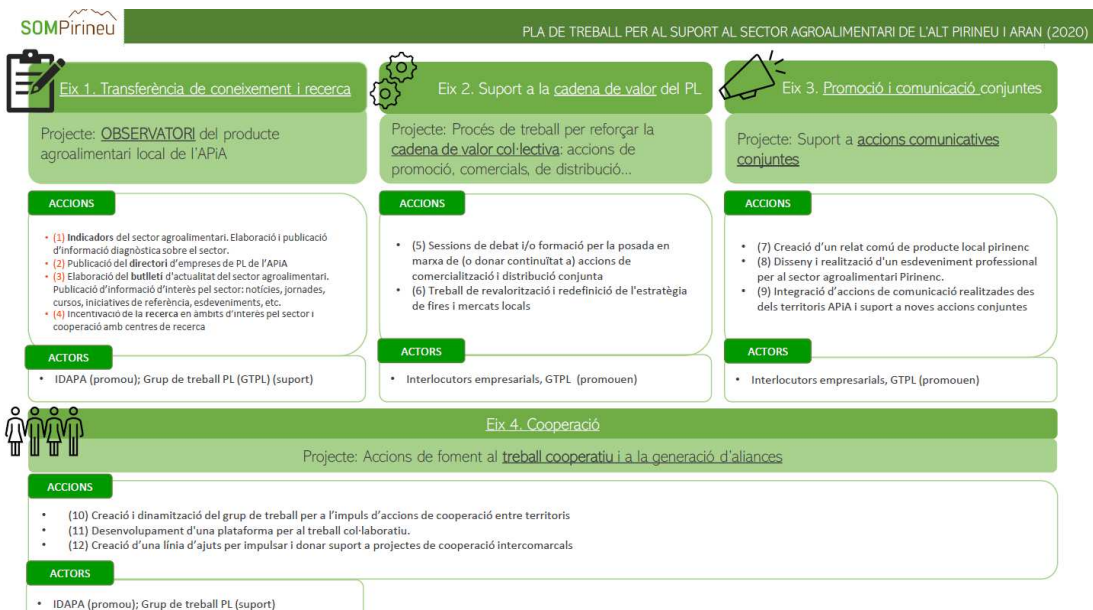 SOMPirineu
PLA DE TREBALL PER AL SUPORT AL SECTOR AGROALIMENTARI DE L'ALT PIRINEU I ARAN (2020)
Eix 1. Transferència de coneixement i recerca
Projecte: OBSERVATORI del producte
agroalimentari local de l'APiA
ACCIONS
• (1) Indicadors del sector agroalimentari. Elaboració i publicació
d'informació diagnòstica sobre el sector.
• (2) Publicació del directori d'empreses de PL de l'APiA
• (3) Elaboració del butlletí d'actualitat del sector agroalimentari.
Publicació d'informació d'interès pel sector: notícies, jornades,
cursos, iniciatives de referència, esdeveniments, etc.
• (4) Incentivació de la recerca en àmbits d'interès pel sector i
cooperació amb centres de recerca
ACTORS
• IDAPA (promou); Grup de treball PL (GTPL) (suport)
Eix 2. Suport a la cadena de valor del PL
Projecte: Procés de treball per reforçar la
cadena de valor col·lectiva: accions de
promoció, comercials, de distribució...
ACCIONS
• (5) Sessions de debat i/o formació per la posada en
marxa de (o donar continuïtat a) accions de
comercialització i distribució conjunta
• (6) Treball de revalorització i redefinició de l'estratègia
de fires i mercats locals
ACTORS
• Interlocutors empresarials, GTPL (promouen)
Eix 3. Promoció i comunicació conjuntes
Projecte: Suport a accions comunicatives
conjuntes
ACCIONS
• (7) Creació d'un relat comú de producte local pirinenc
• (8) Disseny i realització d'un esdeveniment professional
per al sector agroalimentari Pirinenc.
• (9) Integració d'accions de comunicació realitzades des
dels territoris APiA i suport a noves accions conjuntes
ACTORS
• Interlocutors empresarials, GTPL (promouen)
Eix 4. Cooperació
Projecte: Accions de foment al treball cooperatiu i a la generació d'aliances
ACCIONS
• (10) Creació i dinamització del grup de treball per a l'impuls d'accions de cooperació entre territoris
• (11) Desenvolupament d'una plataforma per al treball col·laboratiu.
• (12) Creació d'una línia d'ajuts per impulsar i donar suport a projectes de cooperació intercomarcals
ACTORS
• IDAPA (promou); Grup de treball PL (suport)